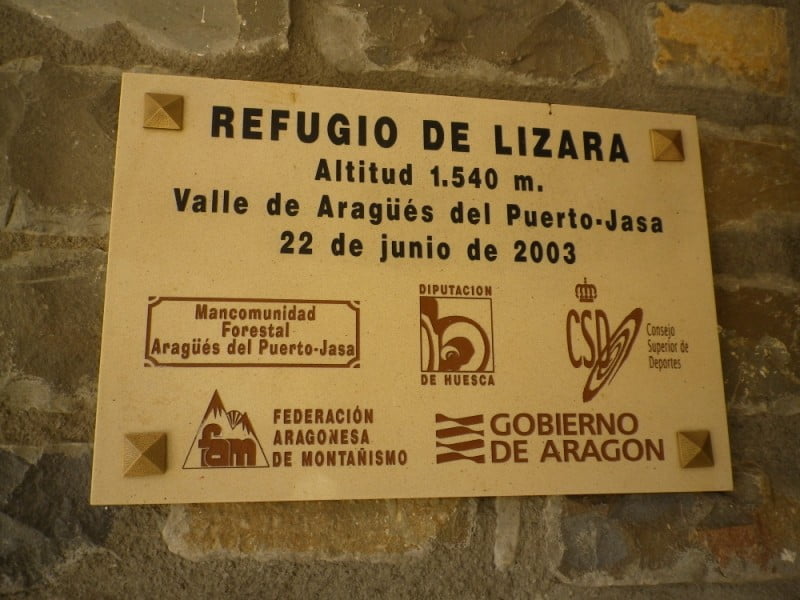 REFUGIO DE LIZARA
Altitud 1.540 m.
Valle de Aragüés del Puerto-Jasa
22 de junio de 2003
Mancomunidad
Forestal
Aragüés del Puerto-Jasa
DIPUTACION
DE HUESCA
CSD
Consejo
Superior de
Deportes
fam
FEDERACIÓN
ARAGONESA
DE MONTAÑISMO
GOBIERNO
DE ARAGON